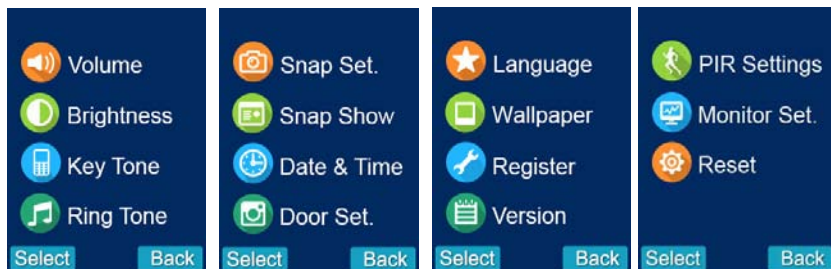 Volume
Brightness
Key Tone
Ring Tone
Select Back
Snap Set.
Snap Show
Date & Time
Door Set.
Select Back
Language
Wallpaper
Register
Version
Select Back
PIR Settings
Monitor Set.
Reset
Select Back